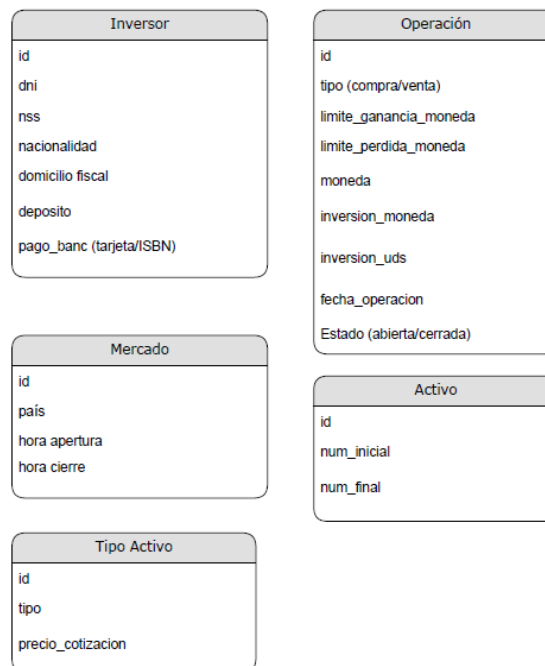 Inversor
id
dni
nss
nacionalidad
domicilio fiscal
deposito
pago_banc (tarjeta/ISBN)
Operación
id
tipo (compra/venta)
limite_ganancia_moneda
limite_perdida_moneda
moneda
inversion_moneda
inversion_uds
fecha_operacion
Estado (abierta/cerrada)
Mercado
id
país
hora apertura
hora cierre
Activo
id
num_inicial
num_final
Tipo Activo
id
tipo
precio_cotizacion